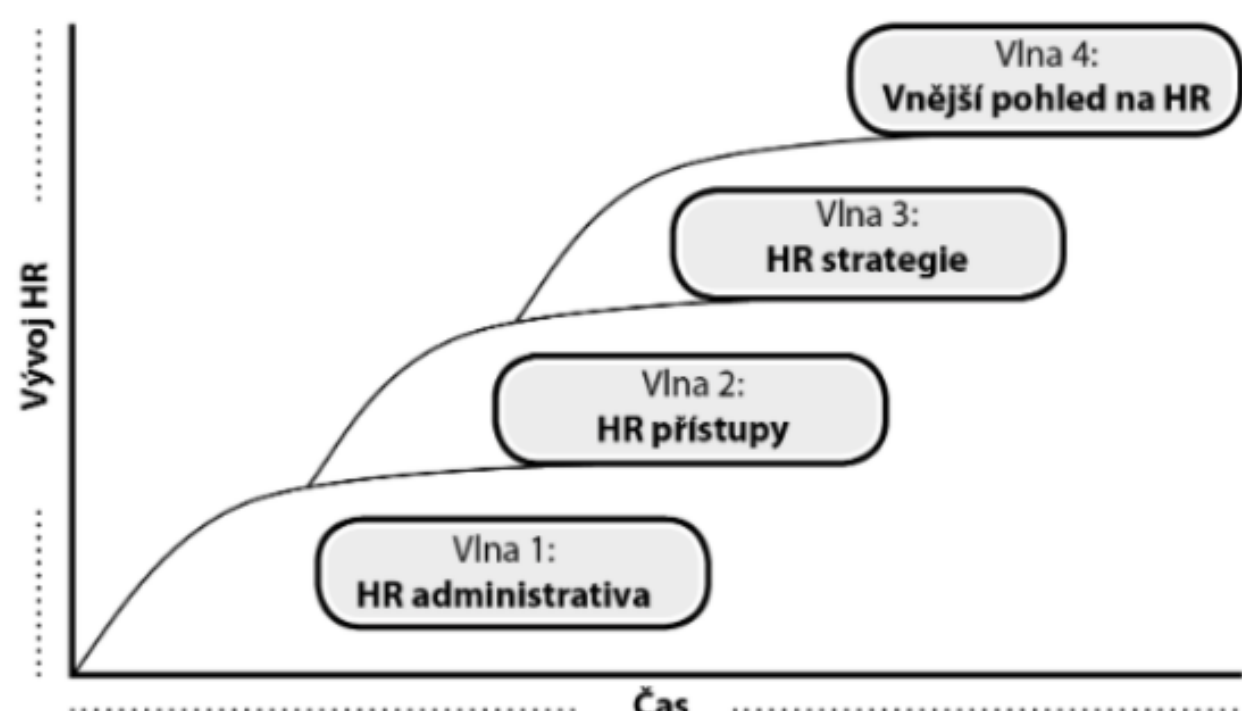 Vlna 4:
Vnější pohled na HR
Vlna 3:
HR strategie
Vývoj HR
Vlna 2:
HR přístupy
Vlna 1:
HR administrativa
Čas